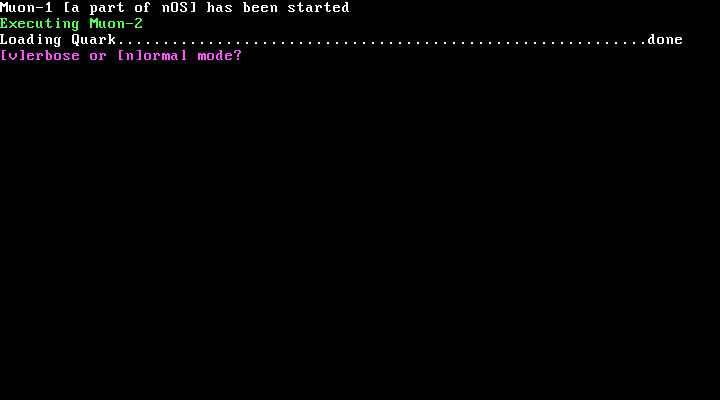 Muon-1 [a part of nOS] has been started
Executing Muon-2
Loading Quark...........................................................done
[v]erbose or [n]ormal mode?